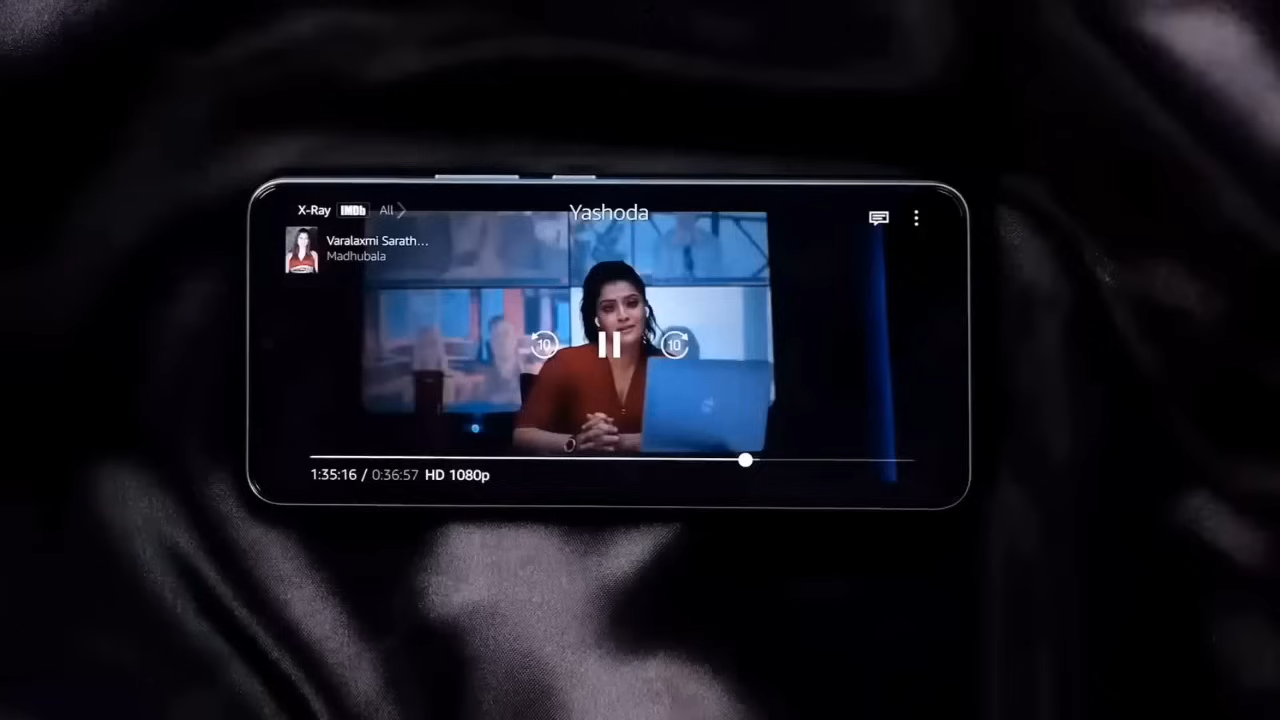 X-Ray IMDb All
Yashoda
Varalaxmi Sarath...
Madhubala
10 10
1:35:16 / 0:36:57 HD 1080p